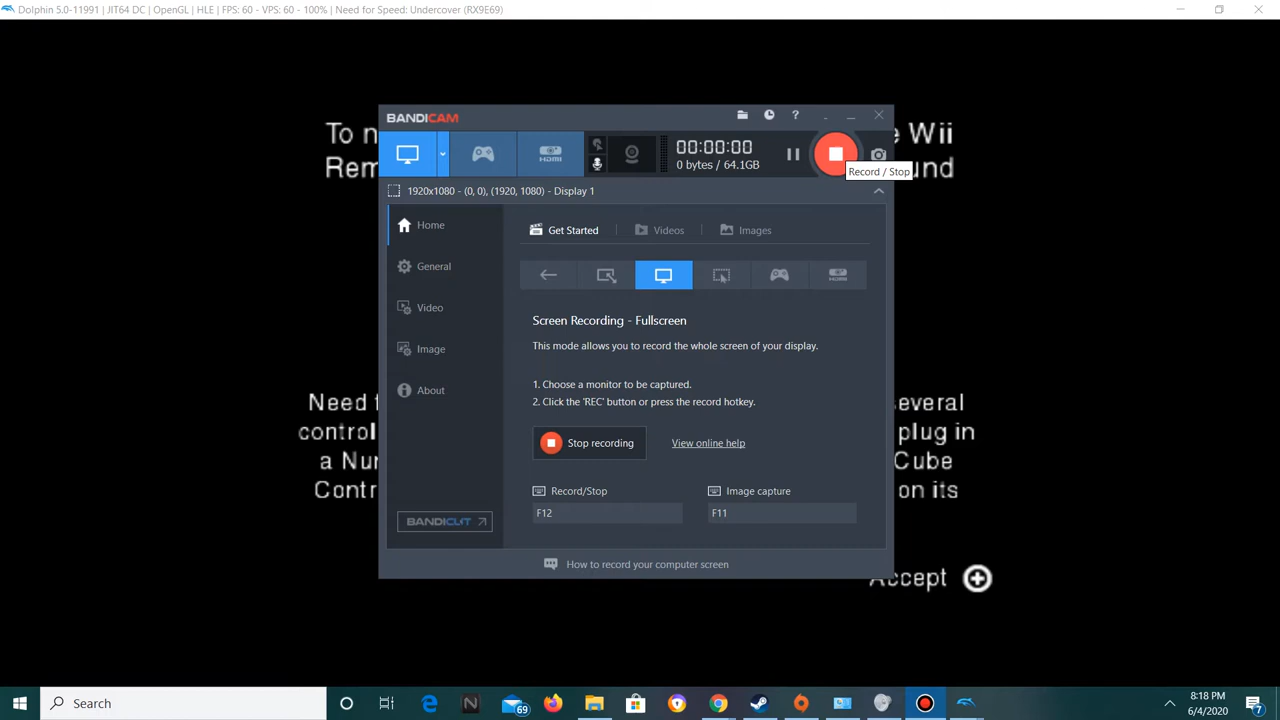 Dolphin 5.0-11991 | JIT64 DC | OpenGL | HLE | FPS: 60 - VPS: 60 - 100% | Need for Speed: Undercover (RX9E69)
BANDICAM
?
HDMI
00:00:00
0 bytes / 64.1GB
Record / Stop
To
Wii
Rem
ound
1920x1080 - (0, 0), (1920, 1080) - Display 1
Home
General
Video
Image
About
BANDICUT
Get Started
Videos
Images
HDMI
Screen Recording - Fullscreen
This mode allows you to record the whole screen of your display.
1. Choose a monitor to be captured.
2. Click the 'REC' button or press the record hotkey.
Stop recording
View online help
Record/Stop
Image capture
F12
F11
How to record your computer screen
Need
several
control
plug in
a Nun
Cube
Contr
on its
Accept
Search
69
8:18 PM
6/4/2020
7